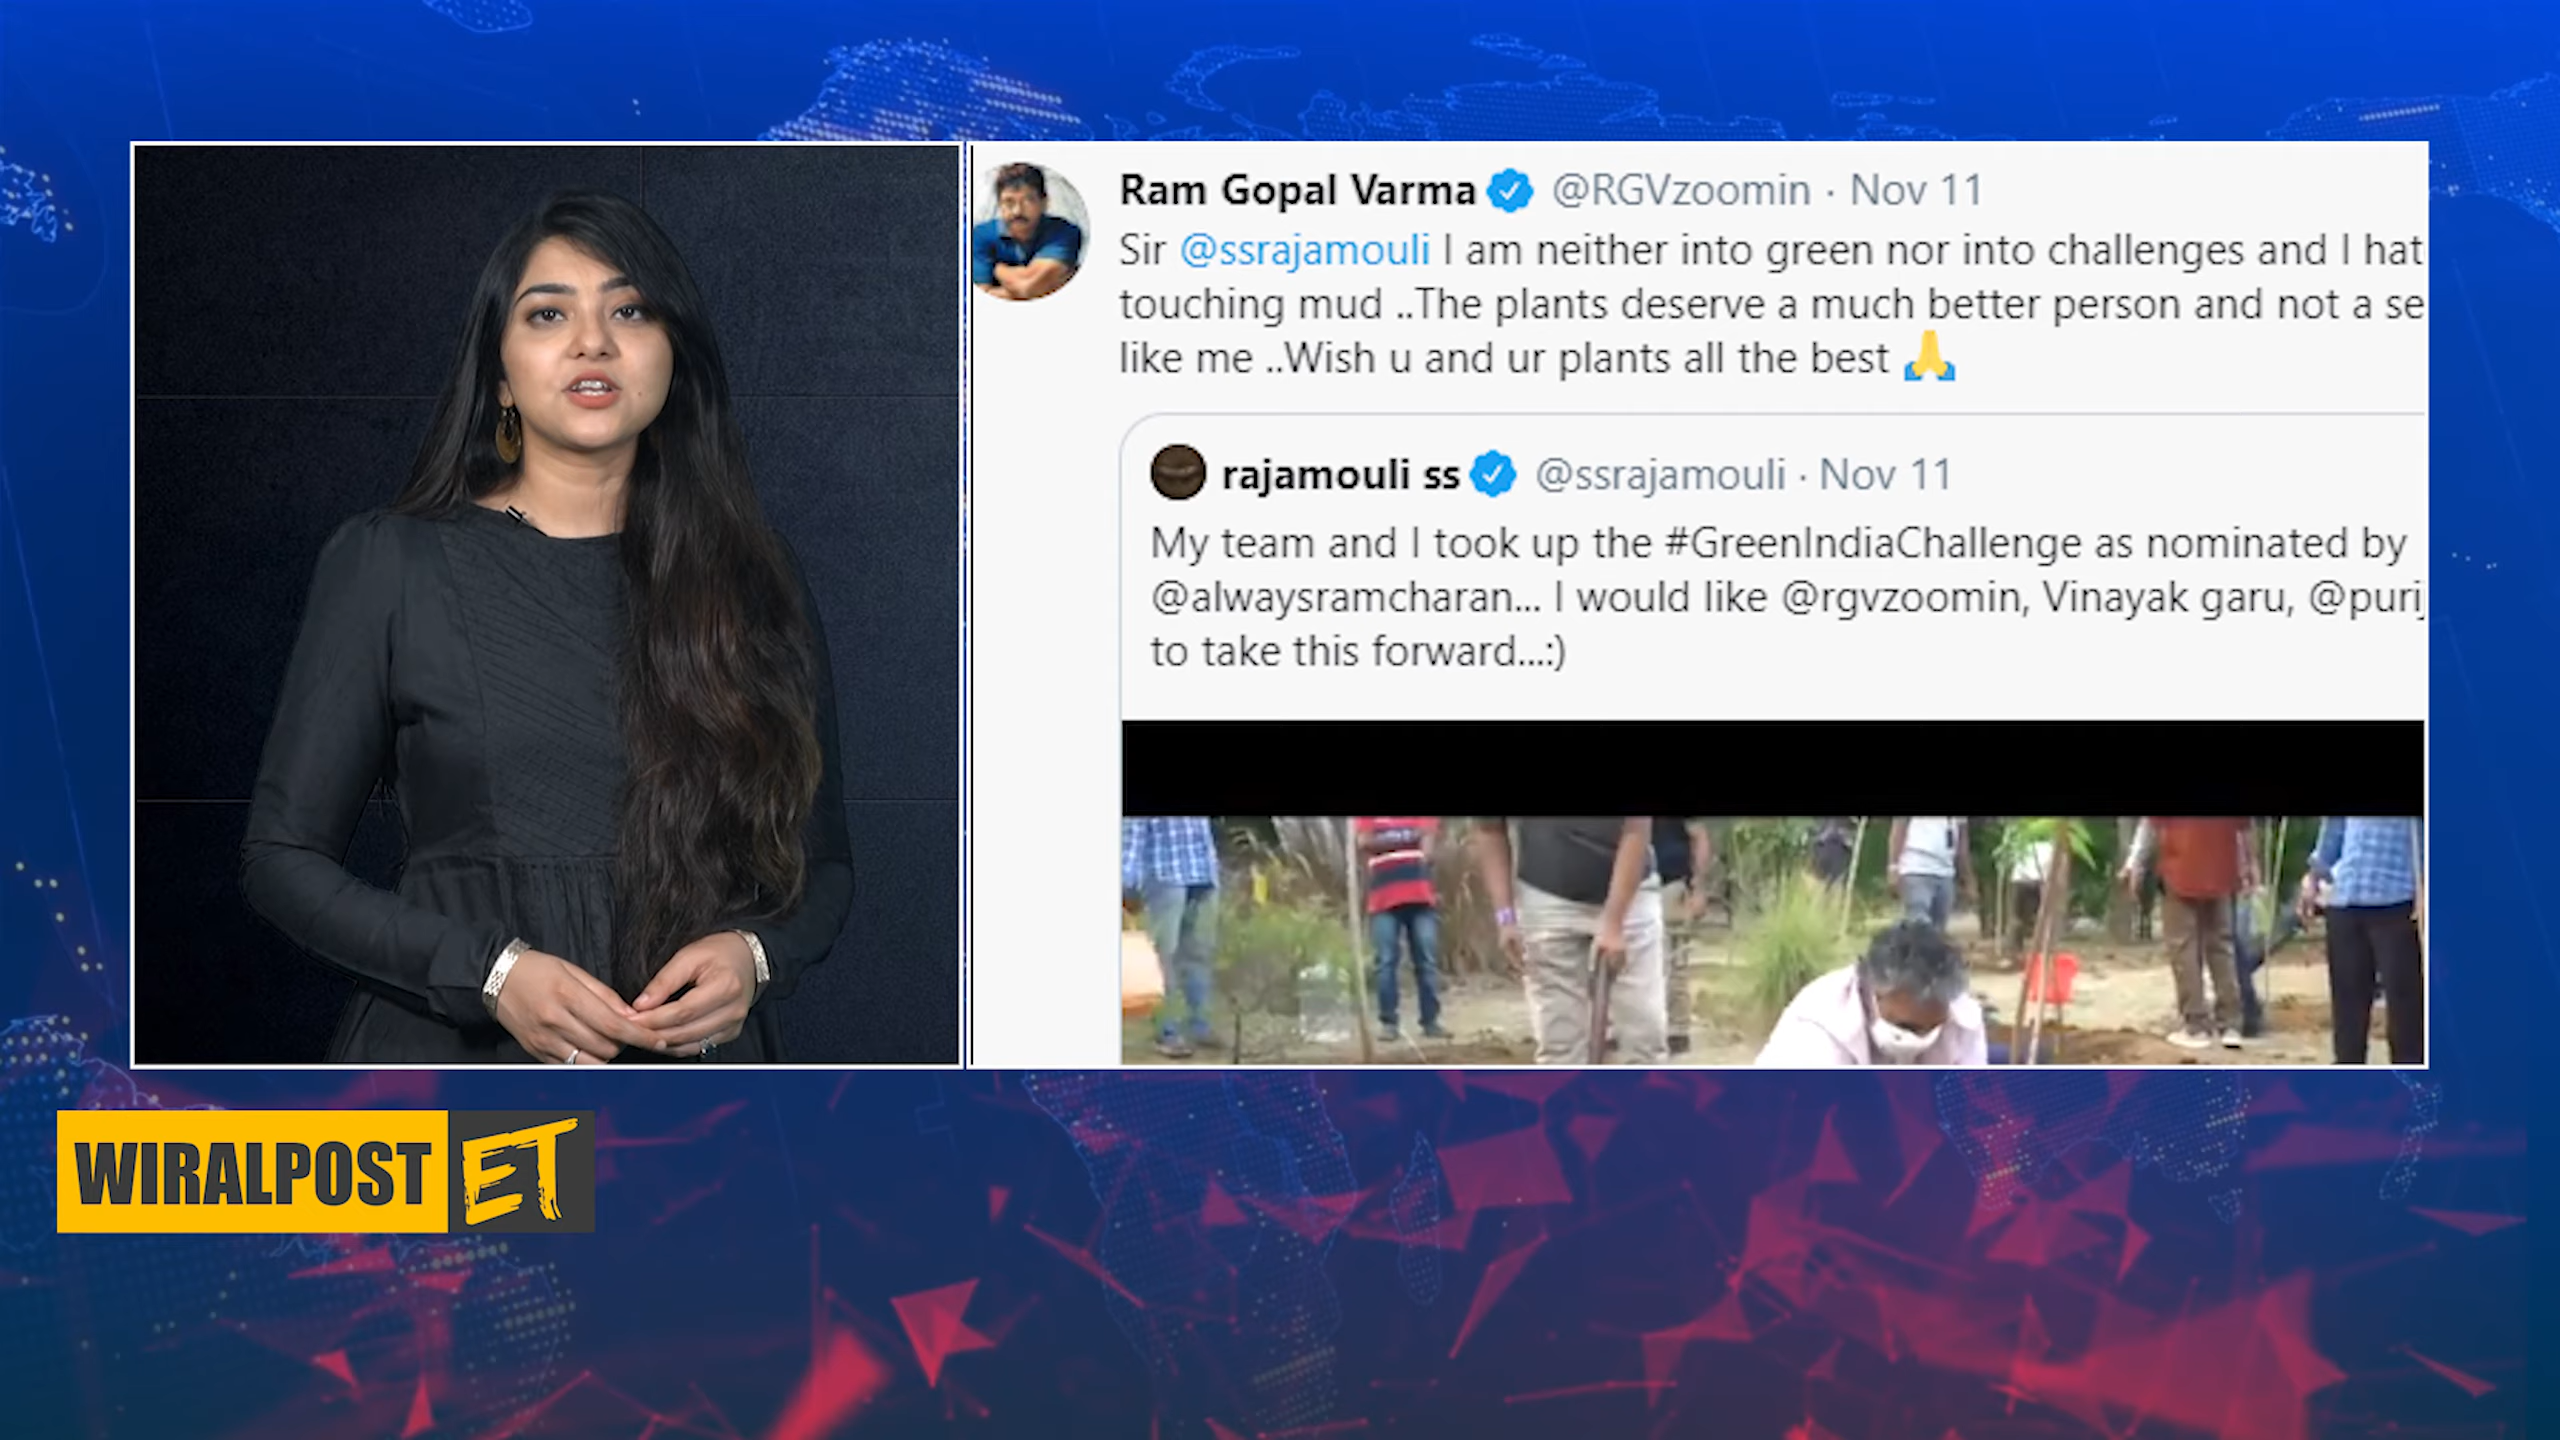 Ram Gopal Varma @RGVzoomin · Nov 11
Sir @ssrajamouli I am neither into green nor into challenges and I hat
touching mud ..The plants deserve a much better person and not a se
like me ..Wish u and ur plants all the best 🙏
rajamouli ss @ssrajamouli · Nov 11
My team and I took up the #GreenIndiaChallenge as nominated by
@alwaysramcharan... I would like @rgvzoomin, Vinayak garu, @purij
to take this forward...:)
WIRALPOST ET